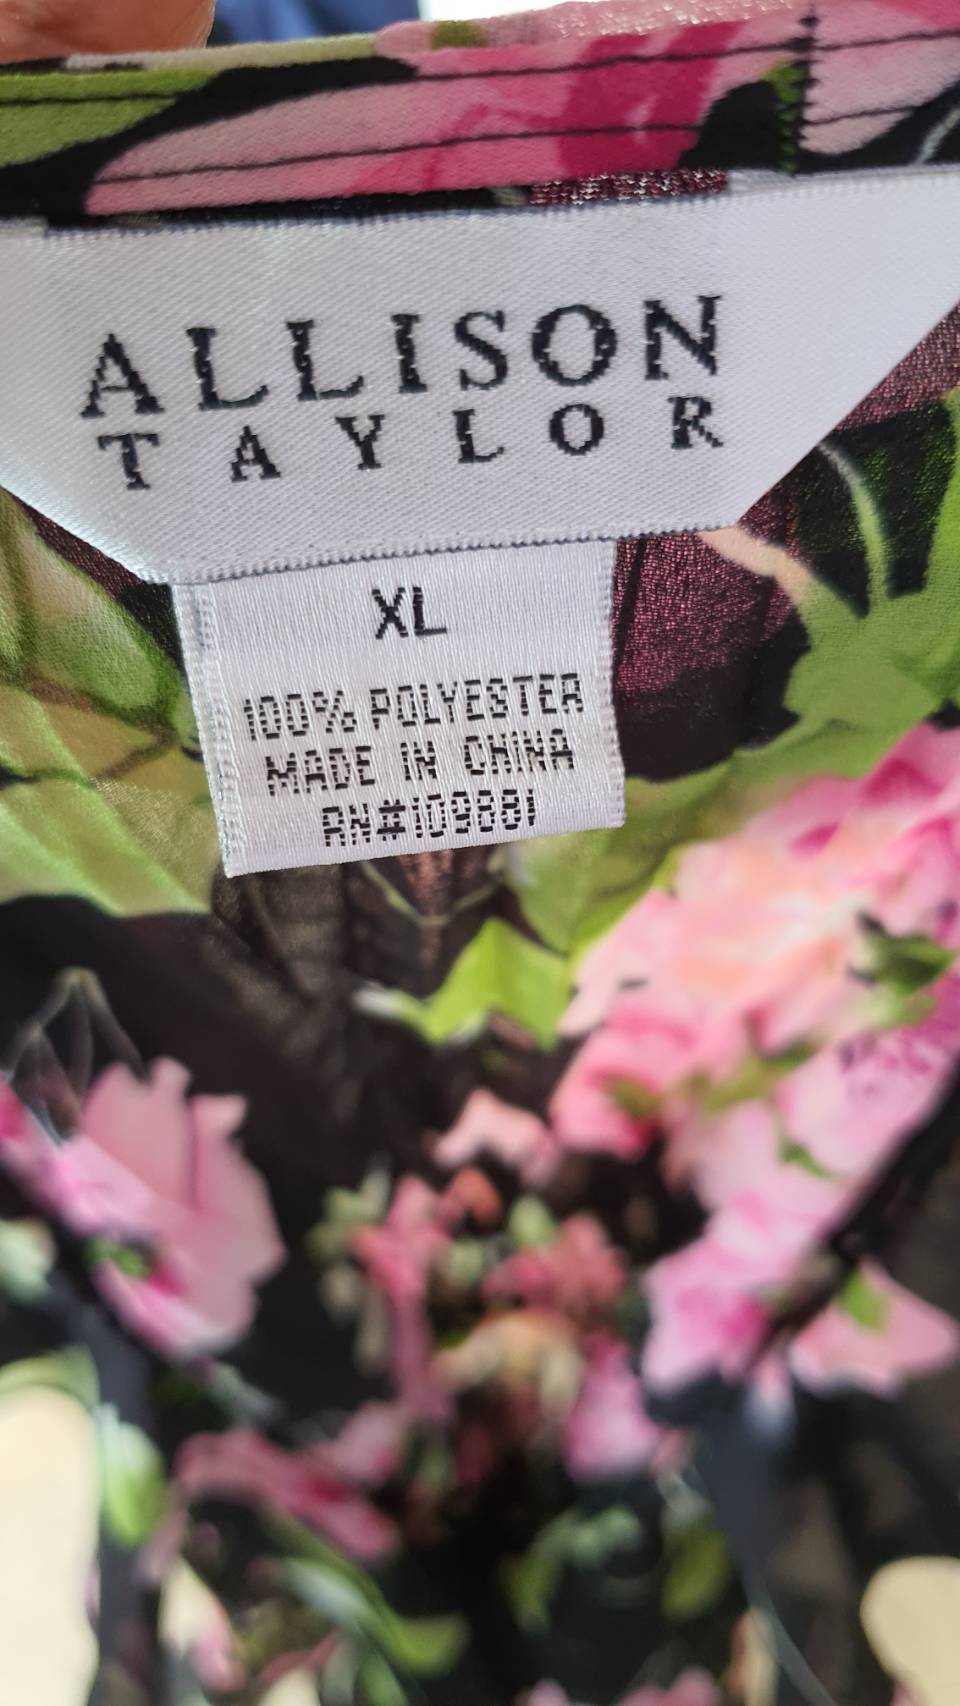 ALLISON
TAYLOR
XL
100% POLYESTER
MADE IN CHINA
RN#109881